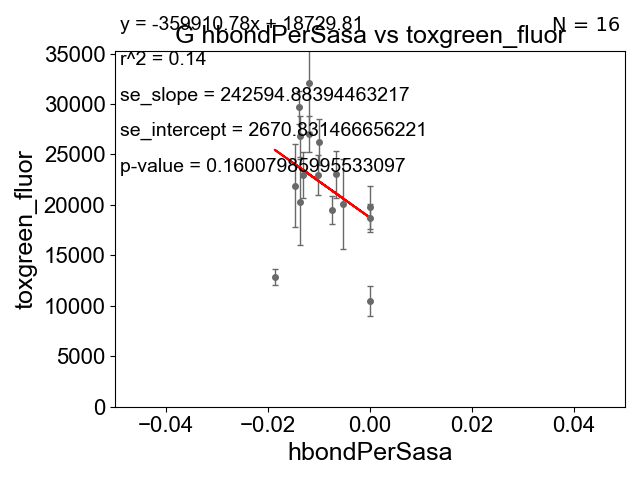 y = -359910.78x + 18729.81
N = 16
G hbondPerSasa vs toxgreen_fluor
r^2 = 0.14
se_slope = 242594.88394463217
se_intercept = 2670.831466656221
p-value = 0.16007985995533097
toxgreen_fluor
35000
30000
25000
20000
15000
10000
5000
0
−0.04
−0.02
0.00
0.02
0.04
hbondPerSasa